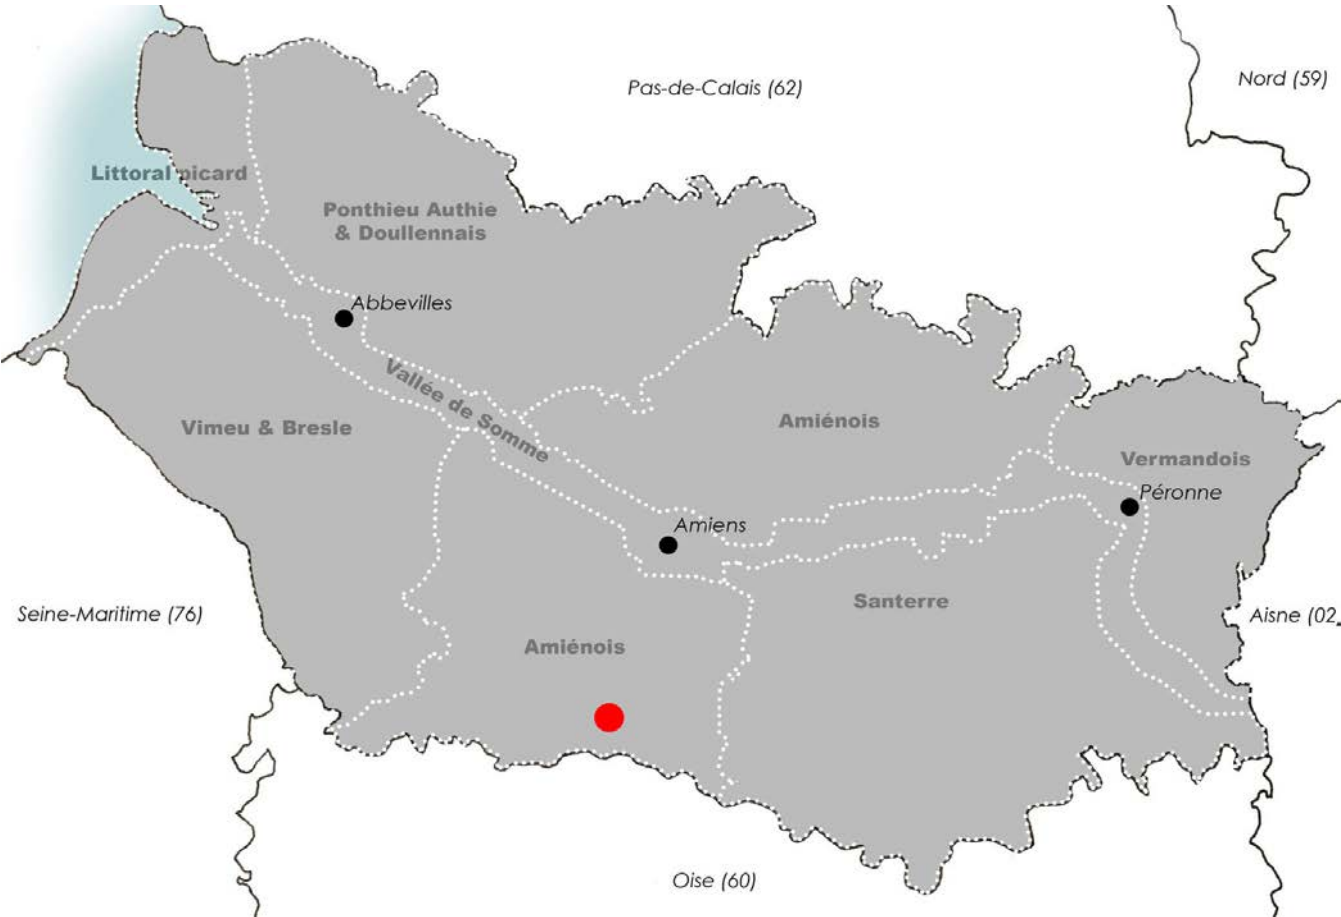 Pas-de-Calais (62)
Nord (59)
Littoral picard
Ponthieu Authie
& Doullennais
Abbevilles
Vallée de Somme
Vimeu & Bresle
Amiénois
Vermandois
Péronne
Amiens
Santerre
Seine-Maritime (76)
Aisne (02
Amiénois
Oise (60)